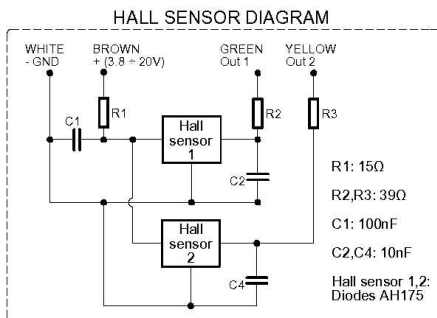 HALL SENSOR DIAGRAM
WHITE
- GND
BROWN
+ (3.8 ÷ 20V)
GREEN
Out 1
YELLOW
Out 2
C1
R1
R2
R3
Hall
sensor
1
C2
Hall
sensor
2
C4
R1: 15Ω
R2,R3: 39Ω
C1: 100nF
C2,C4: 10nF
Hall sensor 1,2:
Diodes AH175